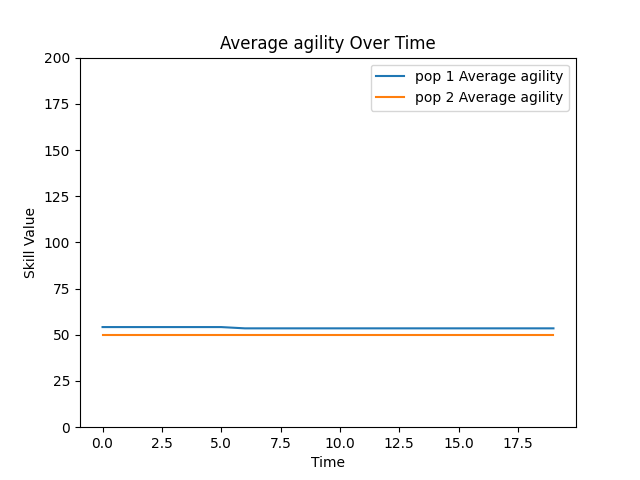 Average agility Over Time
pop 1 Average agility
pop 2 Average agility
Skill Value
200
175
150
125
100
75
50
25
0
0.0 2.5 5.0 7.5 10.0 12.5 15.0 17.5
Time